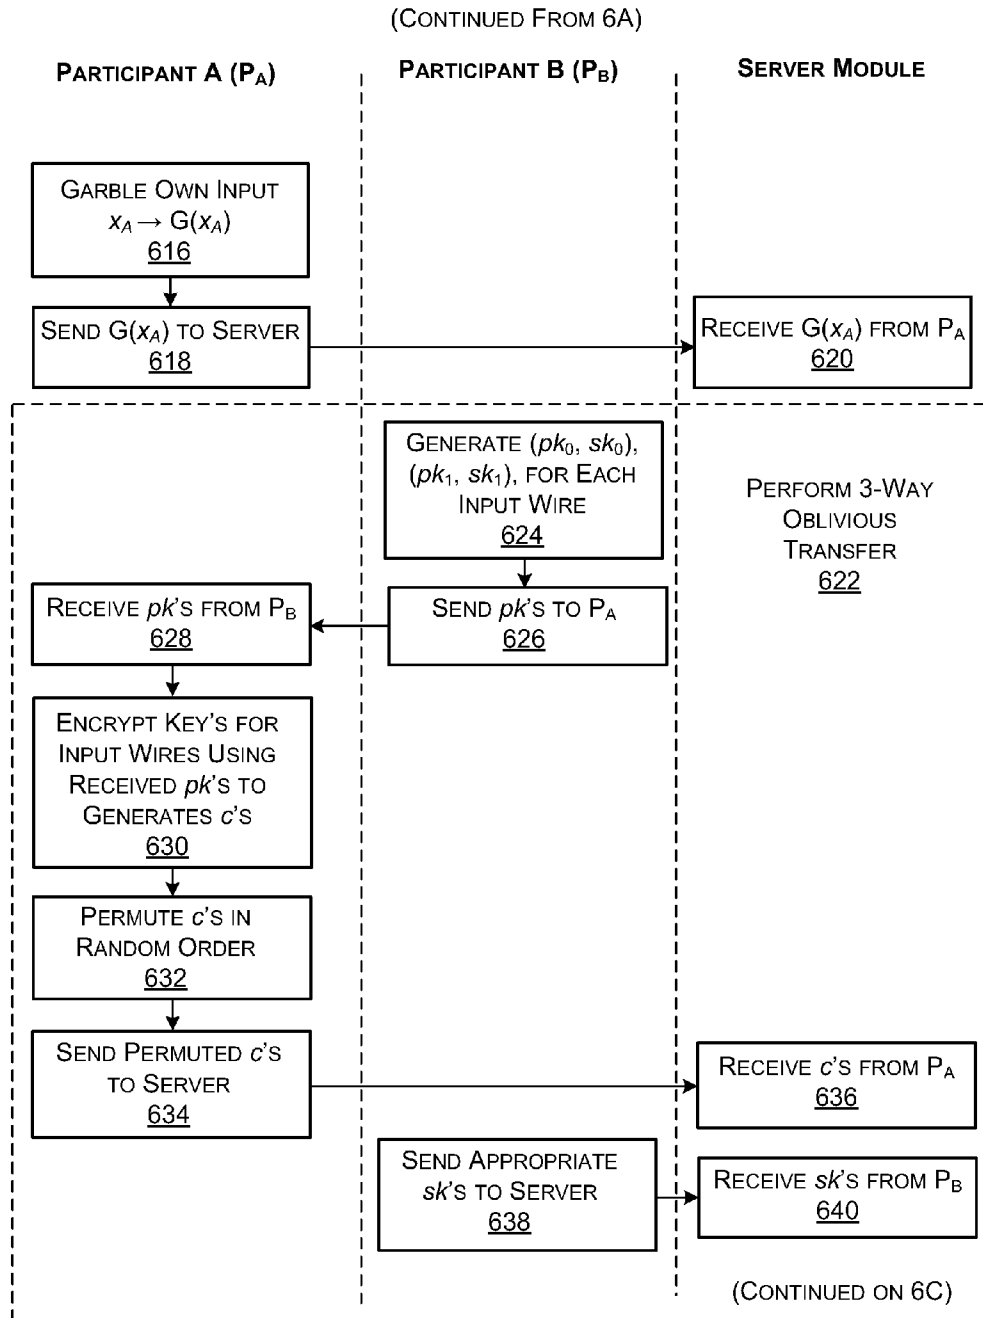 (CONTINUED FROM 6A)
PARTICIPANT A (PA)
PARTICIPANT B (PB)
SERVER MODULE
GARBLE OWN INPUT
xA → G(xA)
616
SEND G(xA) TO SERVER
618
RECEIVE G(xA) FROM PA
620
GENERATE (pk0, sk0),
(pk1, sk1), FOR EACH
INPUT WIRE
624
PERFORM 3-WAY
OBLIVIOUS
TRANSFER
622
SEND pk'S TO PA
626
RECEIVE pk'S FROM PB
628
ENCRYPT KEY'S FOR
INPUT WIRES USING
RECEIVED pk'S TO
GENERATES c'S
630
PERMUTE c'S IN
RANDOM ORDER
632
SEND PERMUTED c'S
TO SERVER
634
RECEIVE c'S FROM PA
636
SEND APPROPRIATE
sk'S TO SERVER
638
RECEIVE sk'S FROM PB
640
(CONTINUED ON 6C)